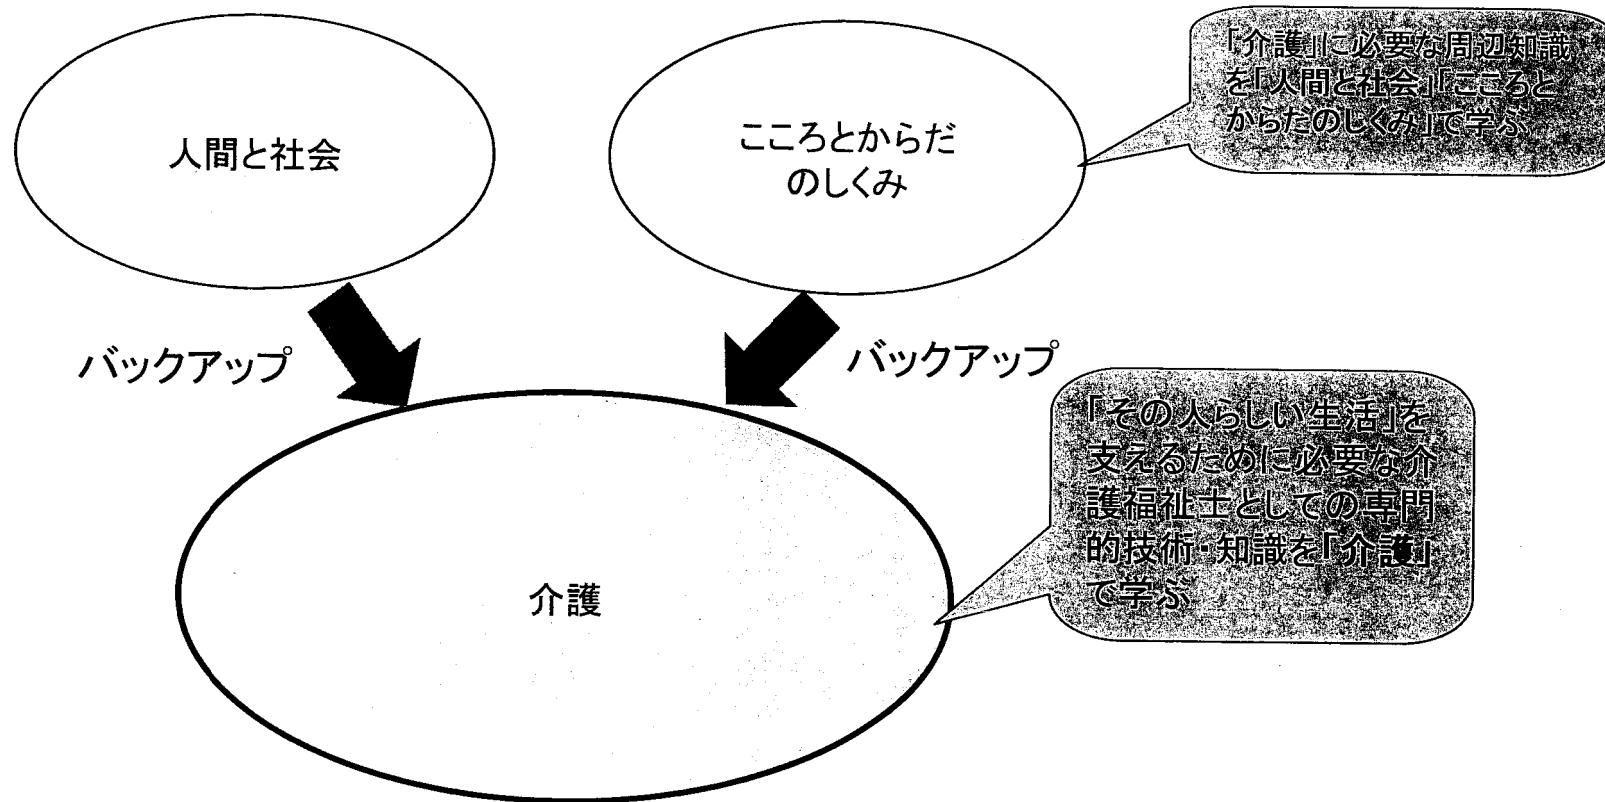 人間と社会
こころとからだ
のしくみ
「介護」に必要な周辺知識
を「人間と社会」「こころと
からだのしくみ」で学ぶ
バックアップ
バックアップ
「その人らしい生活」を
支えるために必要な介
護福祉士としての専門
的技術・知識を「介護」
で学ぶ
介護